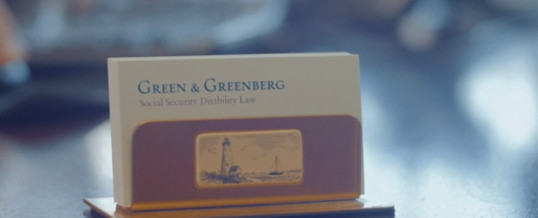 Green & Greenberg
Social Security Disability Law